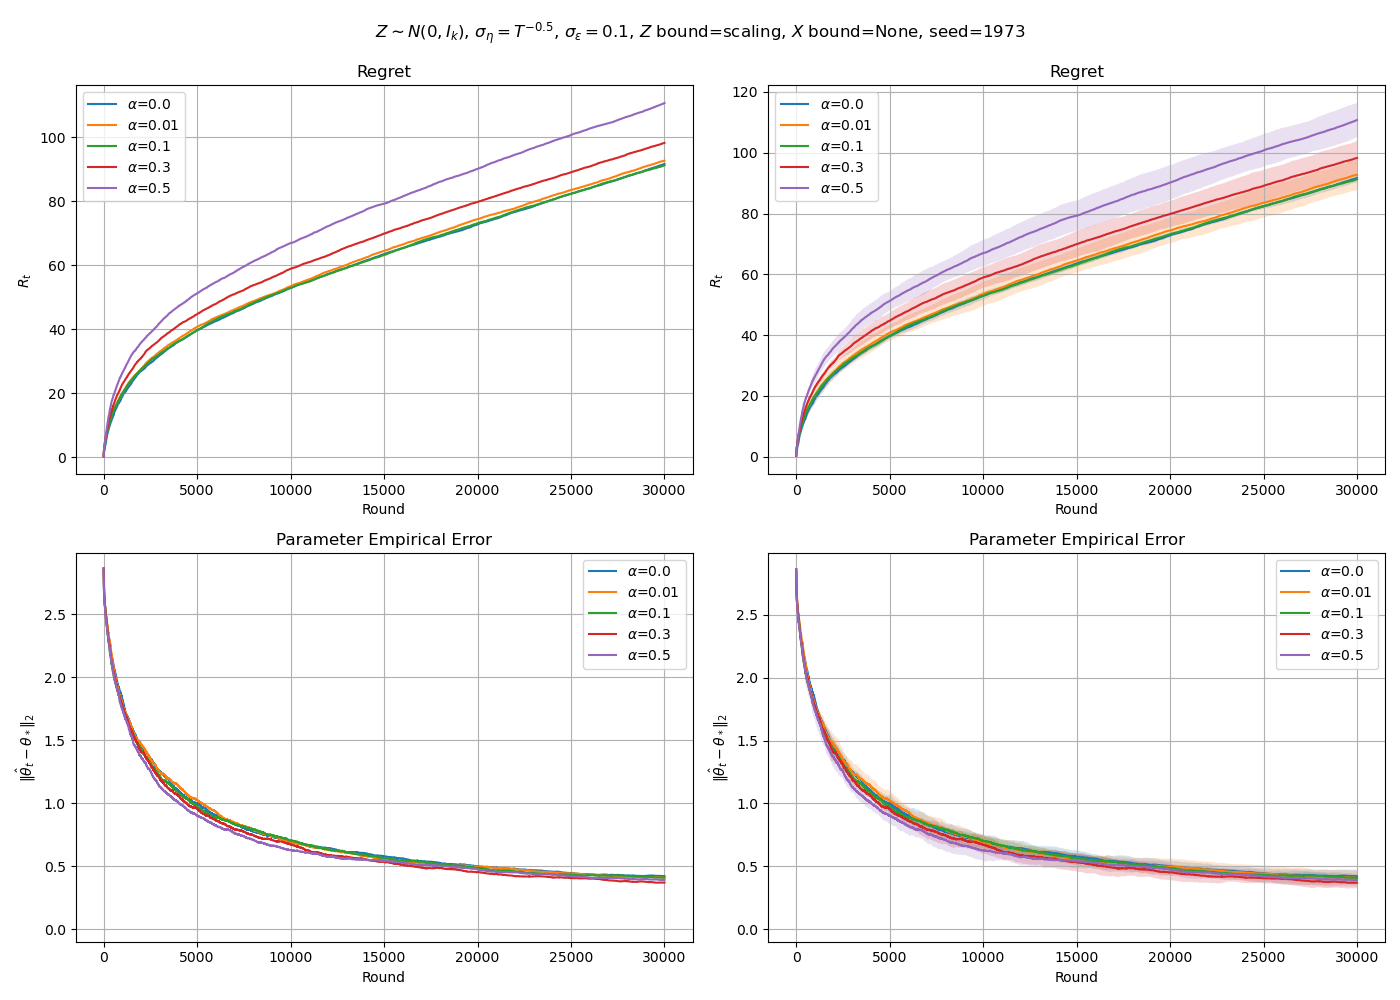 Z ∼ N(0, I_k), σ_η = T^{−0.5}, σ_ε = 0.1, Z bound=scaling, X bound=None, seed=1973
Regret
R_t
100
80
60
40
20
0
α=0.0
α=0.01
α=0.1
α=0.3
α=0.5
0 5000 10000 15000 20000 25000 30000
Round
Regret
R_t
120
100
80
60
40
20
0
α=0.0
α=0.01
α=0.1
α=0.3
α=0.5
0 5000 10000 15000 20000 25000 30000
Round
Parameter Empirical Error
‖θ̂_t − θ_*‖_2
2.5
2.0
1.5
1.0
0.5
0.0
α=0.0
α=0.01
α=0.1
α=0.3
α=0.5
0 5000 10000 15000 20000 25000 30000
Round
Parameter Empirical Error
‖θ̂_t − θ_*‖_2
2.5
2.0
1.5
1.0
0.5
0.0
α=0.0
α=0.01
α=0.1
α=0.3
α=0.5
0 5000 10000 15000 20000 25000 30000
Round